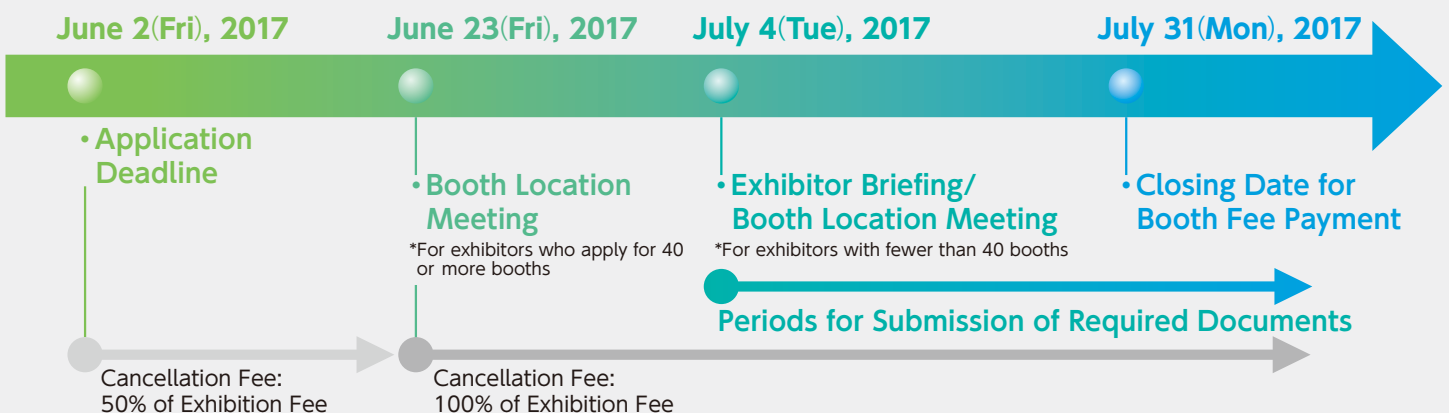 June 2(Fri), 2017
June 23(Fri), 2017
July 4(Tue), 2017
July 31(Mon), 2017
・Application
Deadline
・Booth Location
Meeting
*For exhibitors who apply for 40
or more booths
・Exhibitor Briefing/
Booth Location Meeting
*For exhibitors with fewer than 40 booths
・Closing Date for
Booth Fee Payment
Periods for Submission of Required Documents
Cancellation Fee:
50% of Exhibition Fee
Cancellation Fee:
100% of Exhibition Fee